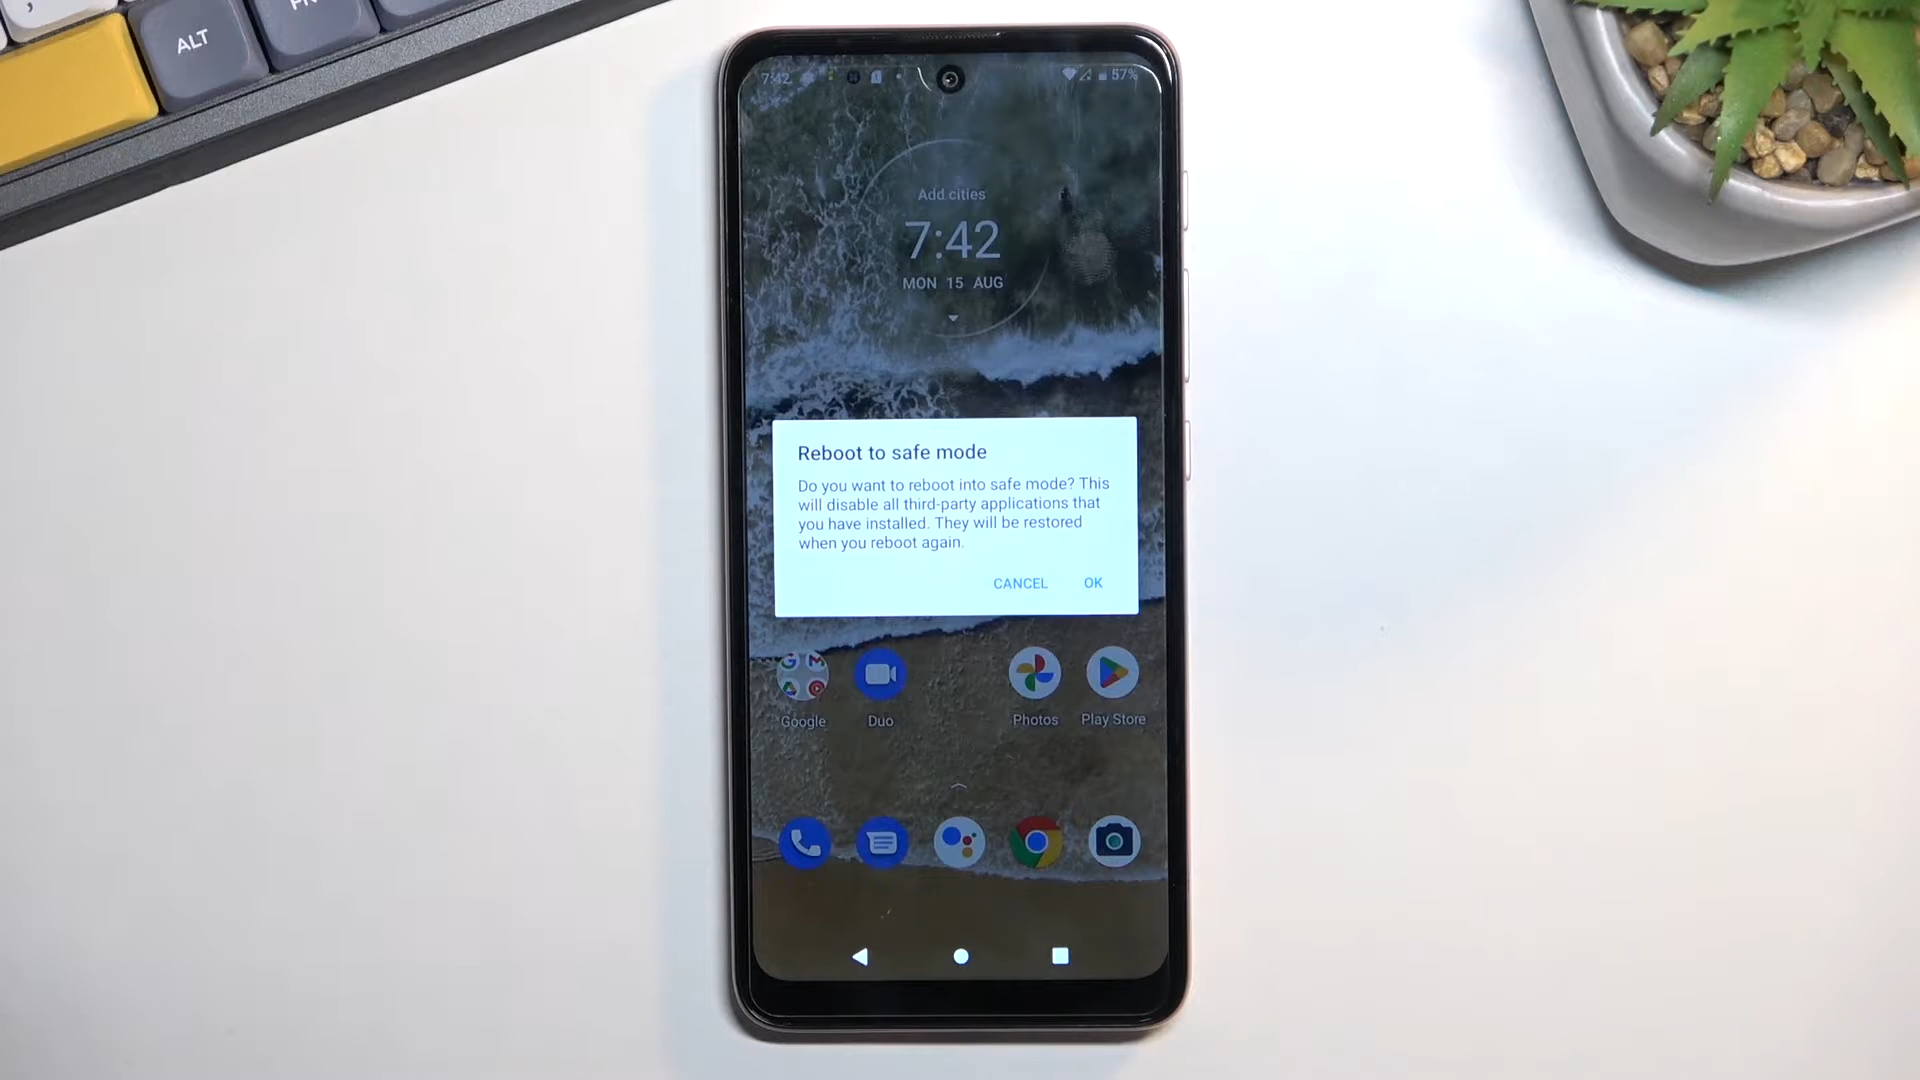 ALT
7:42
57%
Add cities
7:42
MON 15 AUG
Reboot to safe mode
Do you want to reboot into safe mode? This
will disable all third-party applications that
you have installed. They will be restored
when you reboot again.
CANCEL OK
Google Duo Photos Play Store